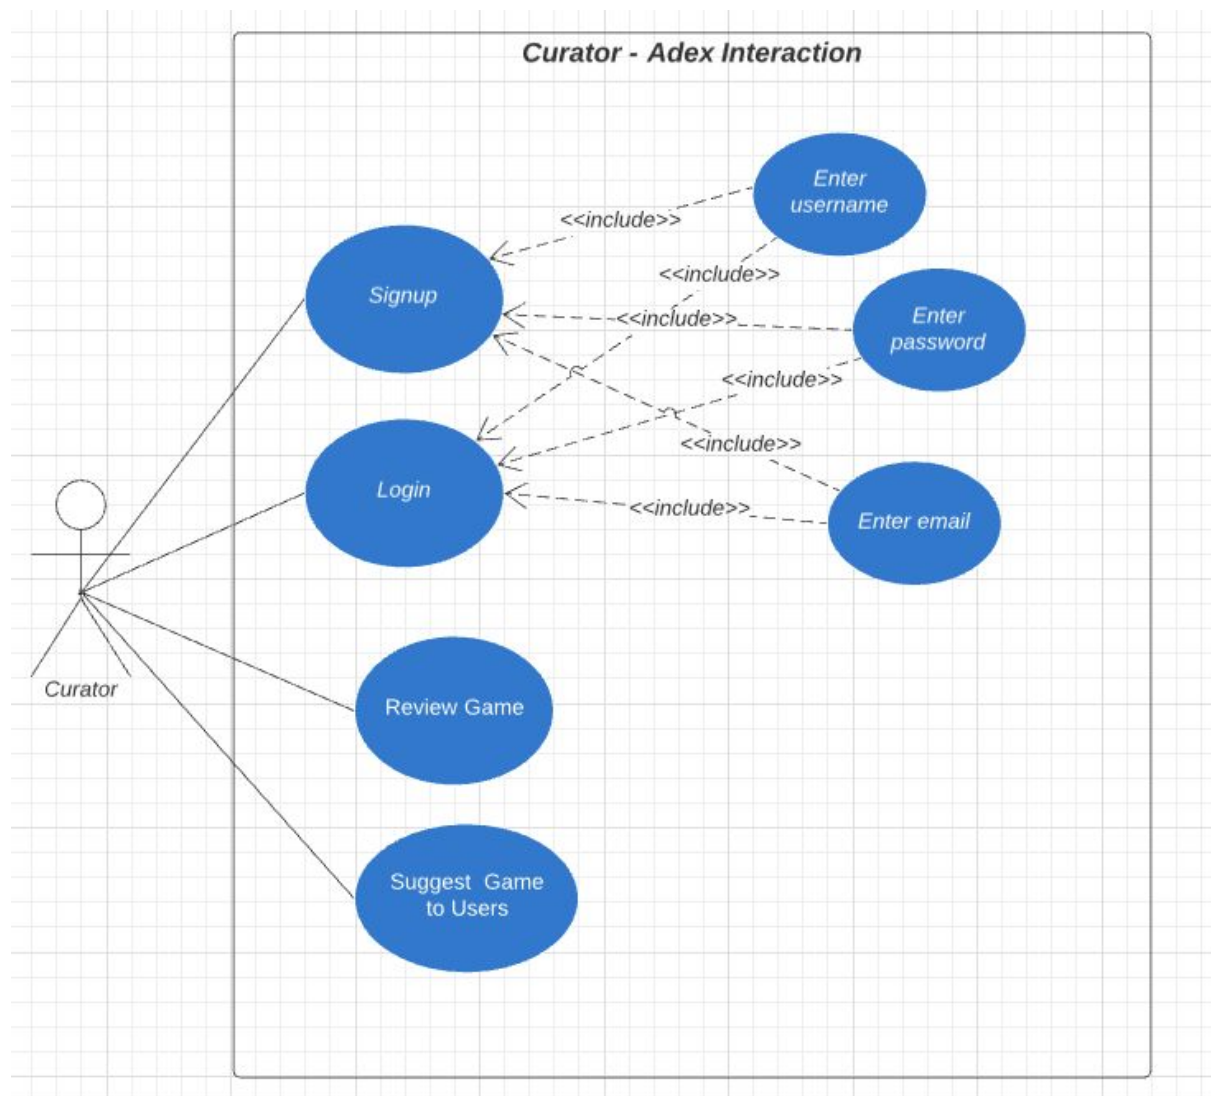 Curator - Adex Interaction
Enter
username
<<include>>
<<include>>
Signup
<<include>>
Enter
password
<<include>>
<<include>>
Login
<<include>>
Enter email
Curator
Review Game
Suggest Game
to Users